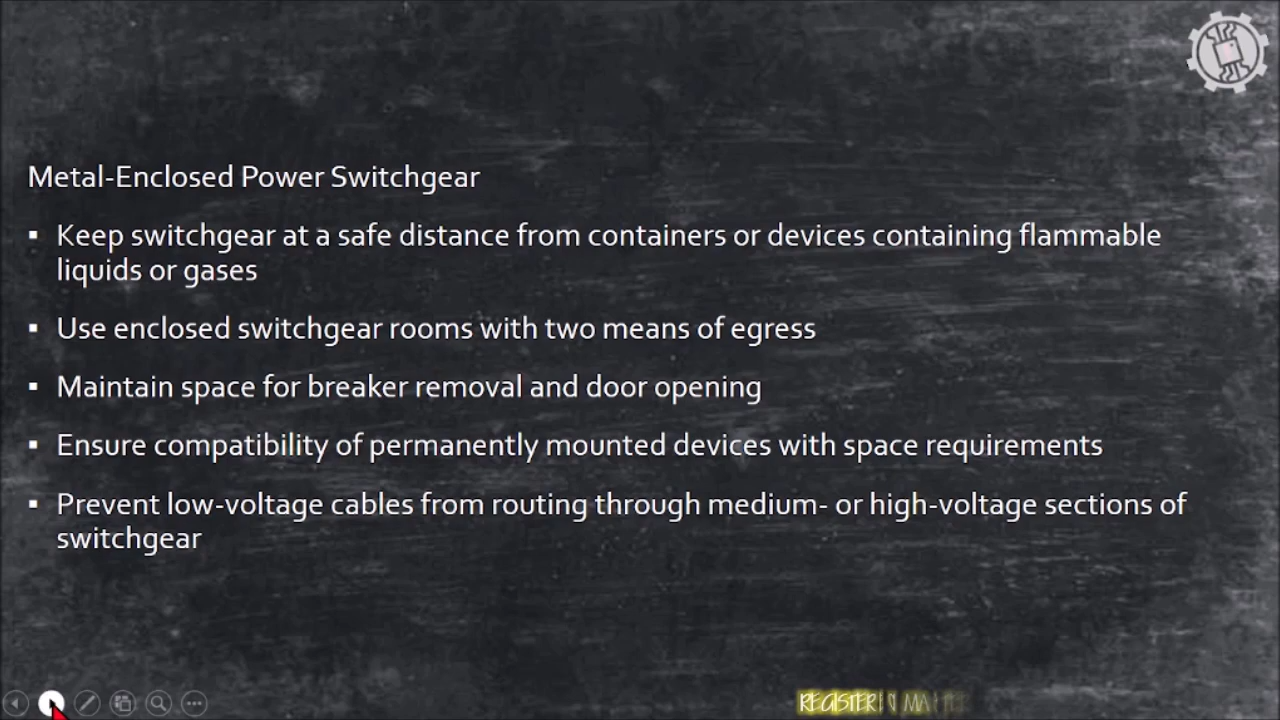 Metal-Enclosed Power Switchgear
▪ Keep switchgear at a safe distance from containers or devices containing flammable
liquids or gases
▪ Use enclosed switchgear rooms with two means of egress
▪ Maintain space for breaker removal and door opening
▪ Ensure compatibility of permanently mounted devices with space requirements
▪ Prevent low-voltage cables from routing through medium- or high-voltage sections of
switchgear
REGISTER